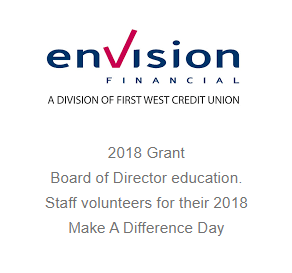 envision
FINANCIAL
A DIVISION OF FIRST WEST CREDIT UNION
2018 Grant
Board of Director education.
Staff volunteers for their 2018
Make A Difference Day